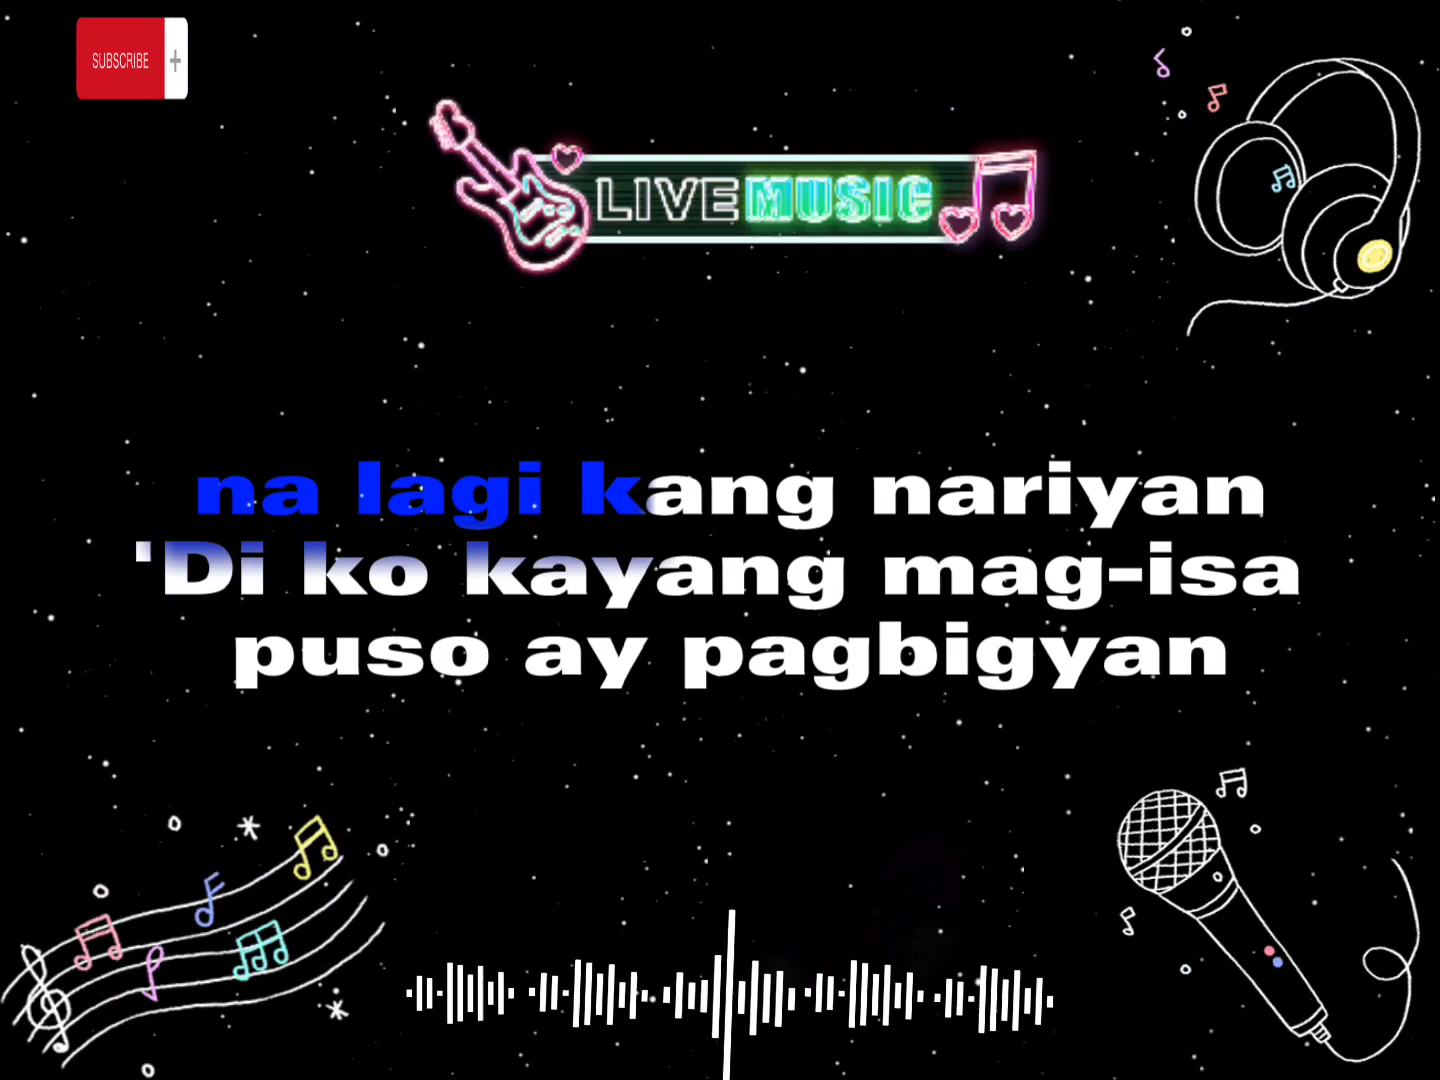 SUBSCRIBE +
LIVE MUSIC
na lagi kang nariyan
'Di ko kayang mag-isa
puso ay pagbigyan